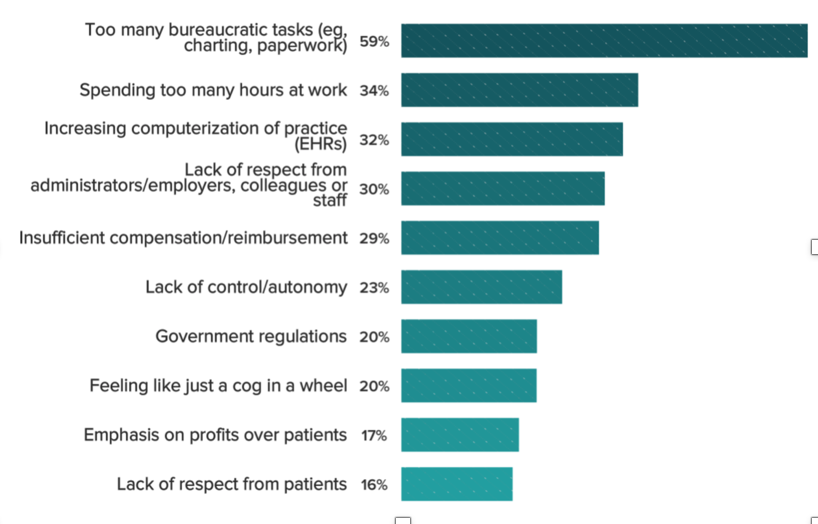 Too many bureaucratic tasks (eg,
charting, paperwork) 59%
Spending too many hours at work 34%
Increasing computerization of practice
(EHRs) 32%
Lack of respect from
administrators/employers, colleagues or
staff 30%
Insufficient compensation/reimbursement 29%
Lack of control/autonomy 23%
Government regulations 20%
Feeling like just a cog in a wheel 20%
Emphasis on profits over patients 17%
Lack of respect from patients 16%